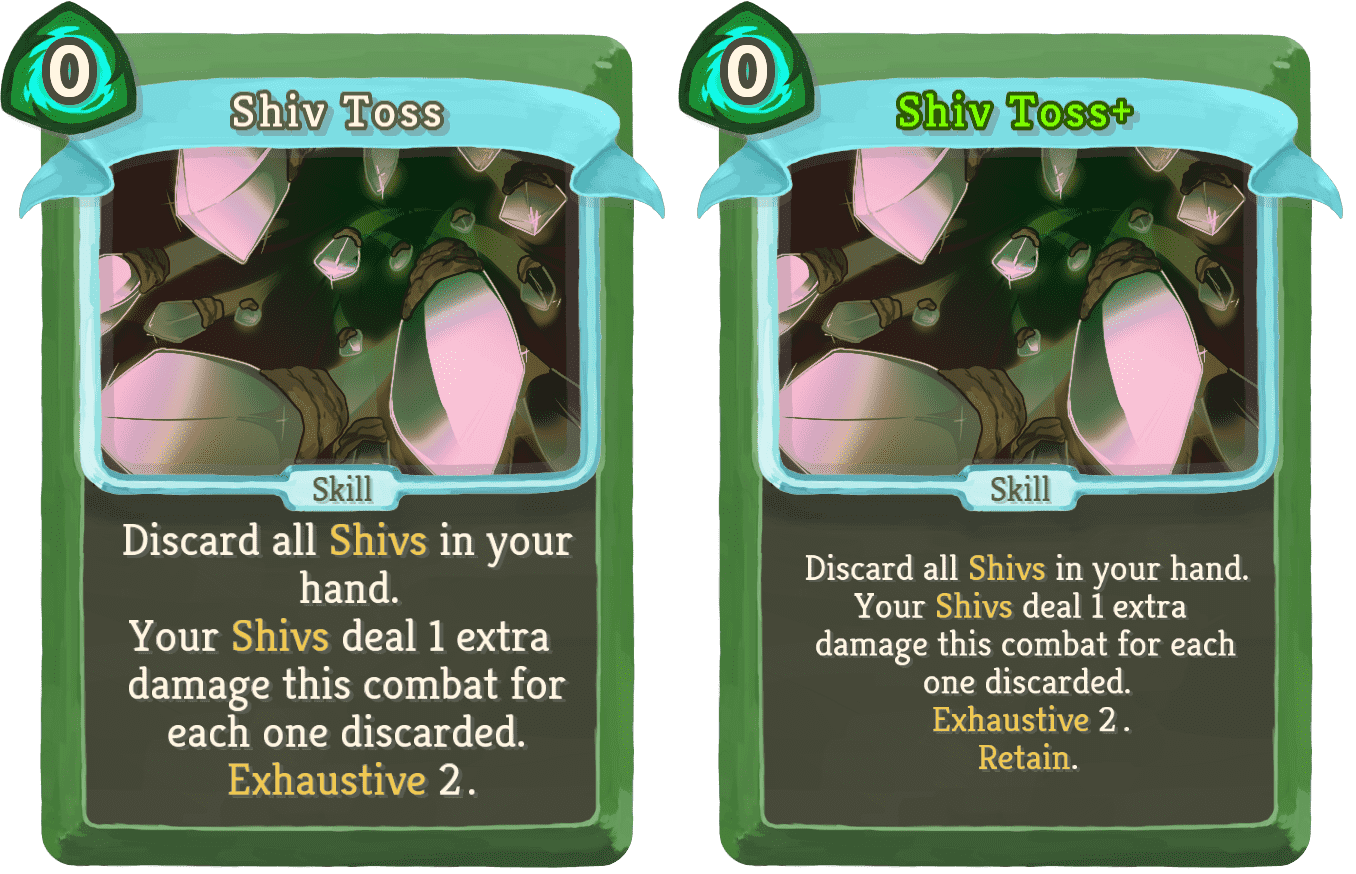 0
Shiv Toss
Skill
Discard all Shivs in your
hand.
Your Shivs deal 1 extra
damage this combat for
each one discarded.
Exhaustive 2.
0
Shiv Toss+
Skill
Discard all Shivs in your hand.
Your Shivs deal 1 extra
damage this combat for each
one discarded.
Exhaustive 2.
Retain.